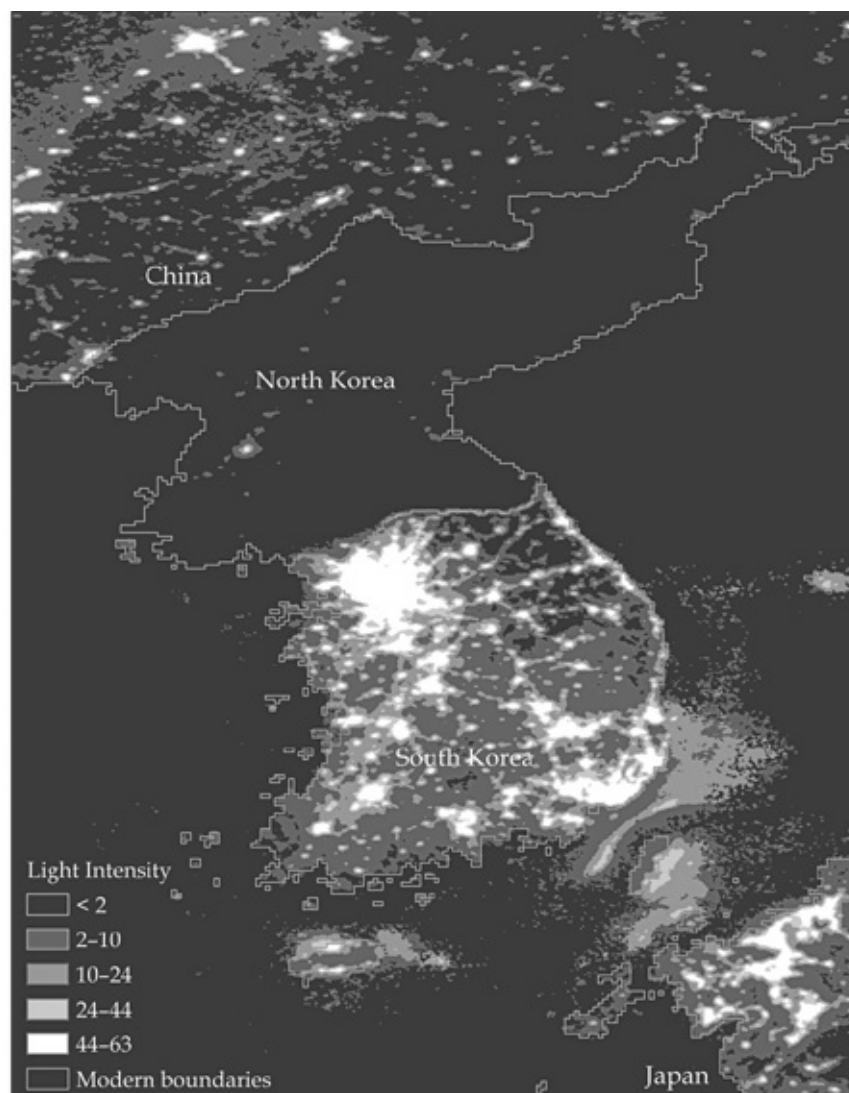 China
North Korea
South Korea
Light Intensity
< 2
2–10
10–24
24–44
44–63
Modern boundaries
Japan